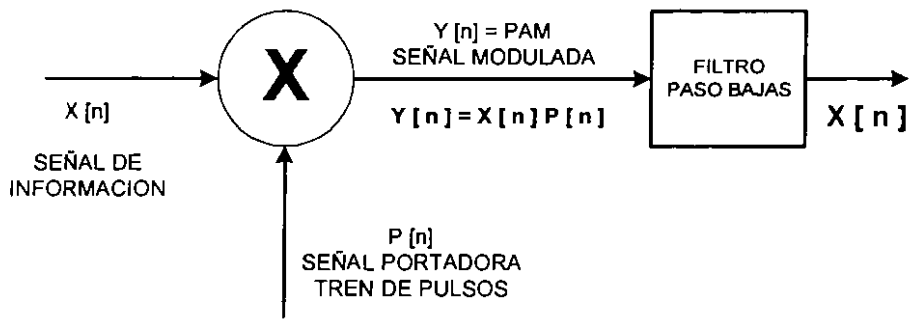 X [n]
SEÑAL DE
INFORMACION
X
Y [n] = PAM
SEÑAL MODULADA
Y [ n ] = X [ n ] P [ n ]
FILTRO
PASO BAJAS
X [ n ]
P [n]
SEÑAL PORTADORA
TREN DE PULSOS